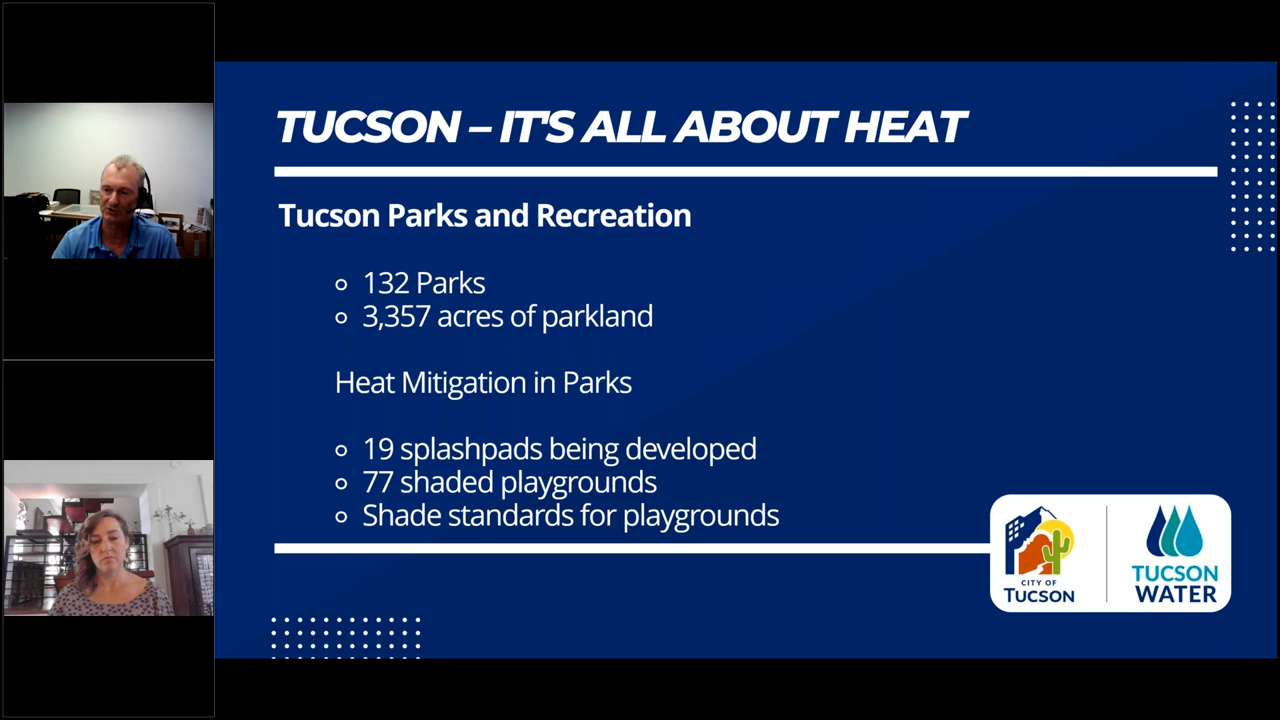 TUCSON – IT'S ALL ABOUT HEAT
Tucson Parks and Recreation
132 Parks
3,357 acres of parkland
Heat Mitigation in Parks
19 splashpads being developed
77 shaded playgrounds
Shade standards for playgrounds
CITY OF
TUCSON
TUCSON
WATER